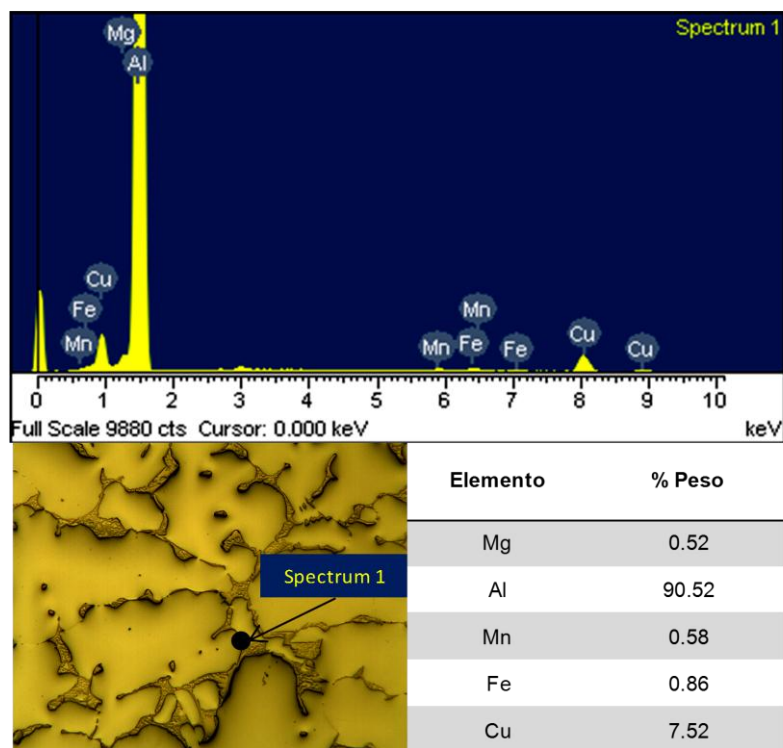 Spectrum 1
Mg
Al
Cu
Fe
Mn
Mn
Mn Fe Fe Cu Cu
0 1 2 3 4 5 6 7 8 9 10
Full Scale 9880 cts Cursor: 0.000 keV keV
Spectrum 1
Elemento % Peso
Mg 0.52
Al 90.52
Mn 0.58
Fe 0.86
Cu 7.52